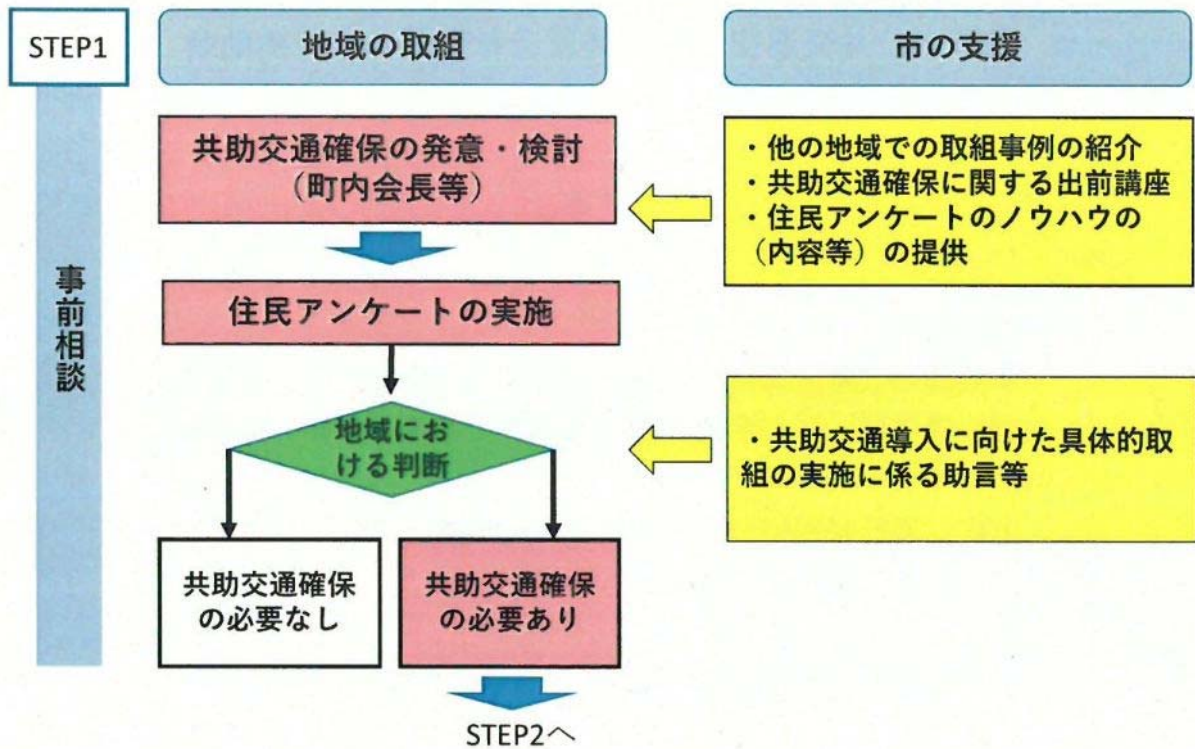 STEP1
地域の取組
市の支援
事前相談
共助交通確保の発意・検討
（町内会長等）
・他の地域での取組事例の紹介
・共助交通確保に関する出前講座
・住民アンケートのノウハウの
（内容等）の提供
住民アンケートの実施
地域にお
ける判断
・共助交通導入に向けた具体的取
組の実施に係る助言等
共助交通確保
の必要なし
共助交通確保
の必要あり
STEP2へ